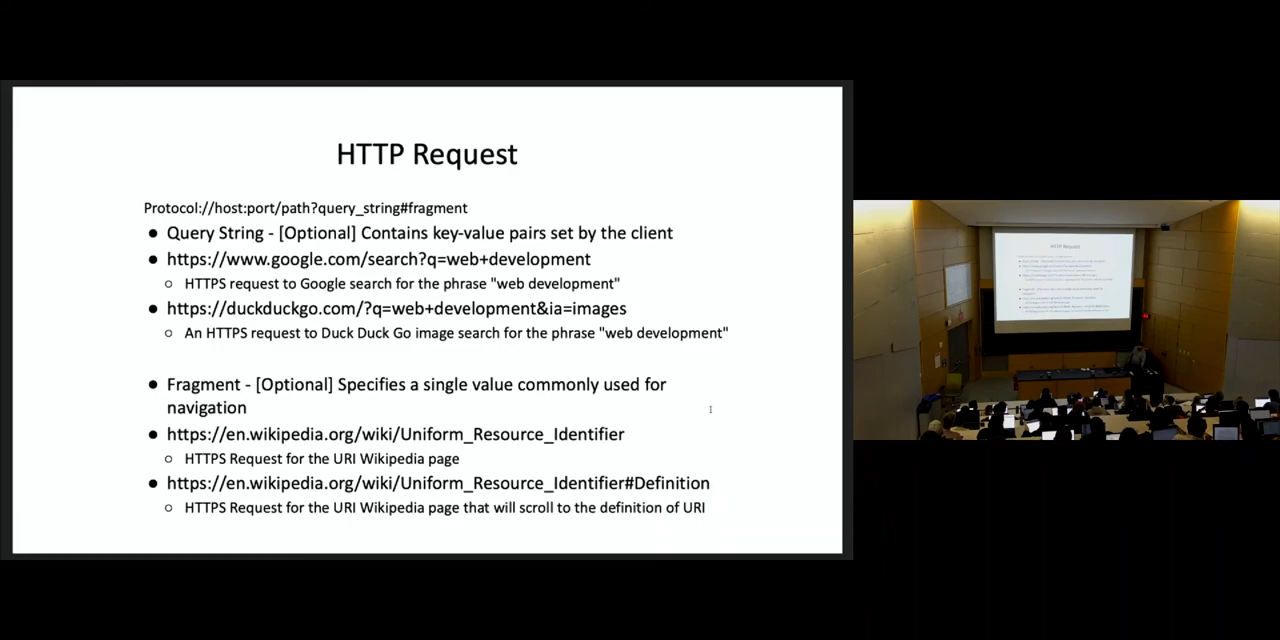 HTTP Request
Protocol://host:port/path?query_string#fragment
● Query String - [Optional] Contains key-value pairs set by the client
● https://www.google.com/search?q=web+development
○ HTTPS request to Google search for the phrase "web development"
● https://duckduckgo.com/?q=web+development&ia=images
○ An HTTPS request to Duck Duck Go image search for the phrase "web development"
● Fragment - [Optional] Specifies a single value commonly used for
navigation
● https://en.wikipedia.org/wiki/Uniform_Resource_Identifier
○ HTTPS Request for the URI Wikipedia page
● https://en.wikipedia.org/wiki/Uniform_Resource_Identifier#Definition
○ HTTPS Request for the URI Wikipedia page that will scroll to the definition of URI
HTTP Request